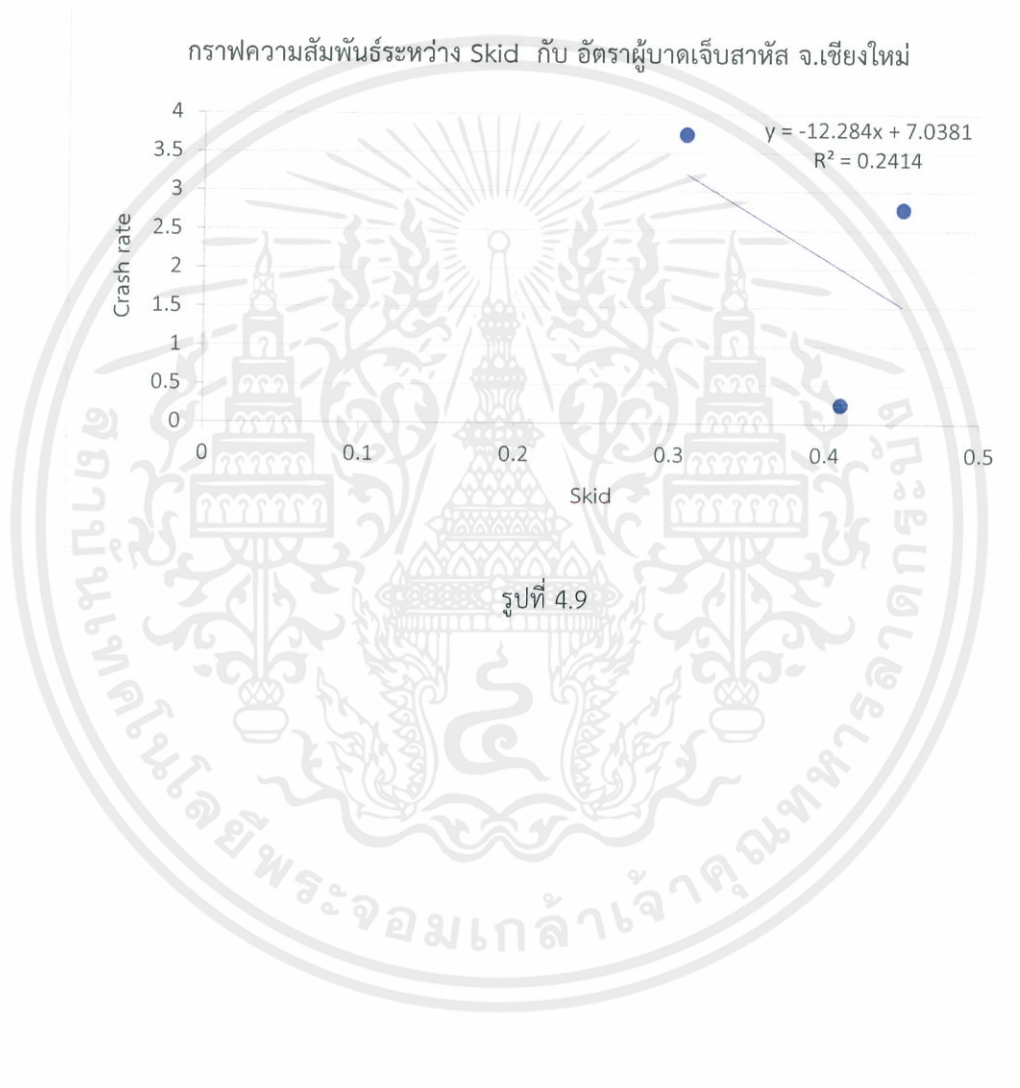 กราฟความสัมพันธ์ระหว่าง Skid กับ อัตราผู้บาดเจ็บสาหัส จ.เชียงใหม่
y = -12.284x + 7.0381
R² = 0.2414
4
3.5
3
2.5
2
1.5
1
0.5
0
Crash rate
0 0.1 0.2 0.3 0.4 0.5
Skid
รูปที่ 4.9
สถาบันเทคโนโลยีพระจอมเกล้าเจ้าคุณทหารลาดกระบัง